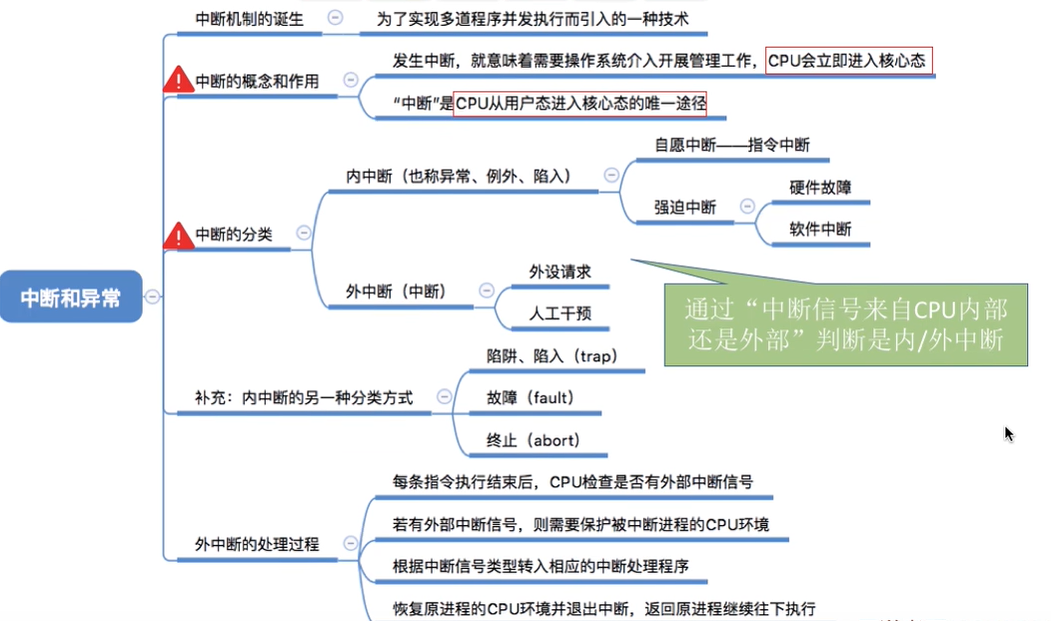 中断机制的诞生
为了实现多道程序并发执行而引入的一种技术
中断的概念和作用
发生中断，就意味着需要操作系统介入开展管理工作，CPU会立即进入核心态
“中断”是CPU从用户态进入核心态的唯一途径
中断的分类
内中断（也称异常、例外、陷入）
自愿中断——指令中断
强迫中断
硬件故障
软件中断
外中断（中断）
外设请求
人工干预
通过“中断信号来自CPU内部
还是外部”判断是内/外中断
中断和异常
补充：内中断的另一种分类方式
陷阱、陷入（trap）
故障（fault）
终止（abort）
外中断的处理过程
每条指令执行结束后，CPU检查是否有外部中断信号
若有外部中断信号，则需要保护被中断进程的CPU环境
根据中断信号类型转入相应的中断处理程序
恢复原进程的CPU环境并退出中断，返回原进程继续往下执行